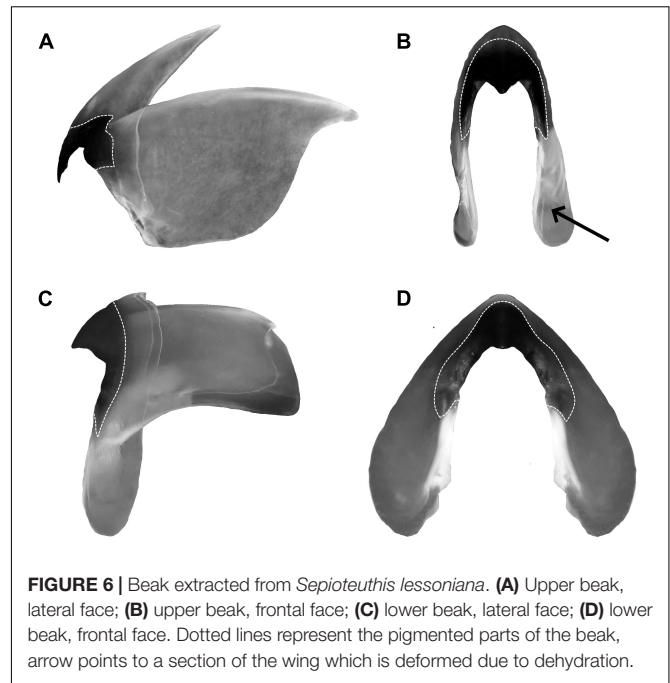 A
B
C
D
FIGURE 6 | Beak extracted from Sepioteuthis lessoniana. (A) Upper beak,
lateral face; (B) upper beak, frontal face; (C) lower beak, lateral face; (D) lower
beak, frontal face. Dotted lines represent the pigmented parts of the beak,
arrow points to a section of the wing which is deformed due to dehydration.